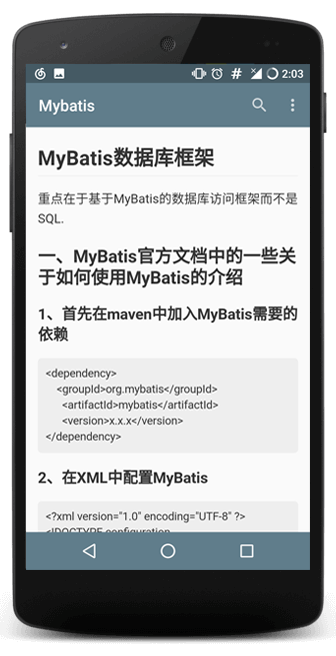 2:03
Mybatis
MyBatis数据库框架
重点在于基于MyBatis的数据库访问框架而不是
SQL.
一、MyBatis官方文档中的一些关
于如何使用MyBatis的介绍
1、首先在maven中加入MyBatis需要的
依赖
<dependency>
<groupId>org.mybatis</groupId>
<artifactId>mybatis</artifactId>
<version>x.x.x</version>
</dependency>
2、在XML中配置MyBatis
<?xml version="1.0" encoding="UTF-8" ?>
<!DOCTYPE configuration